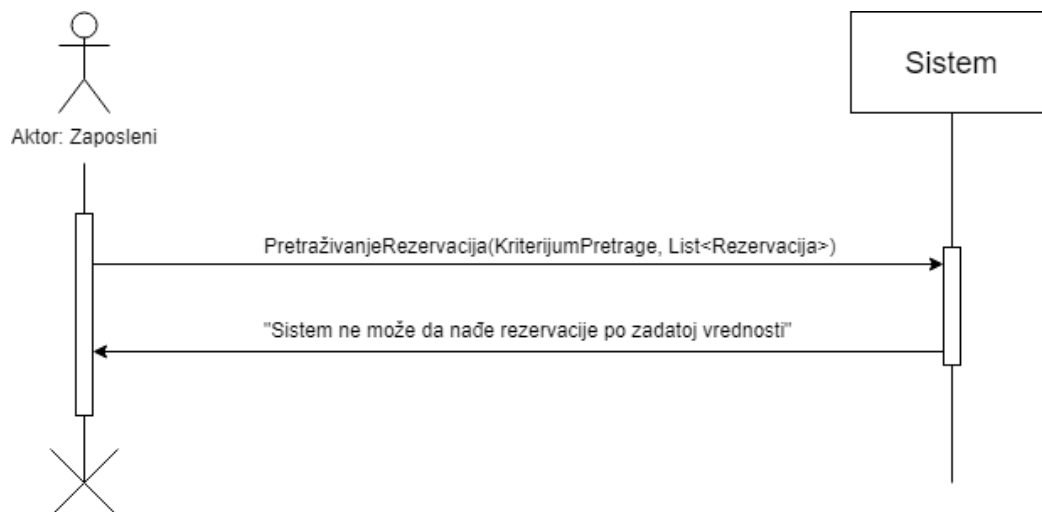 Sistem
Aktor: Zaposleni
PretraživanjeRezervacija(KriterijumPretrage, List<Rezervacija>)
"Sistem ne može da nađe rezervacije po zadatoj vrednosti"